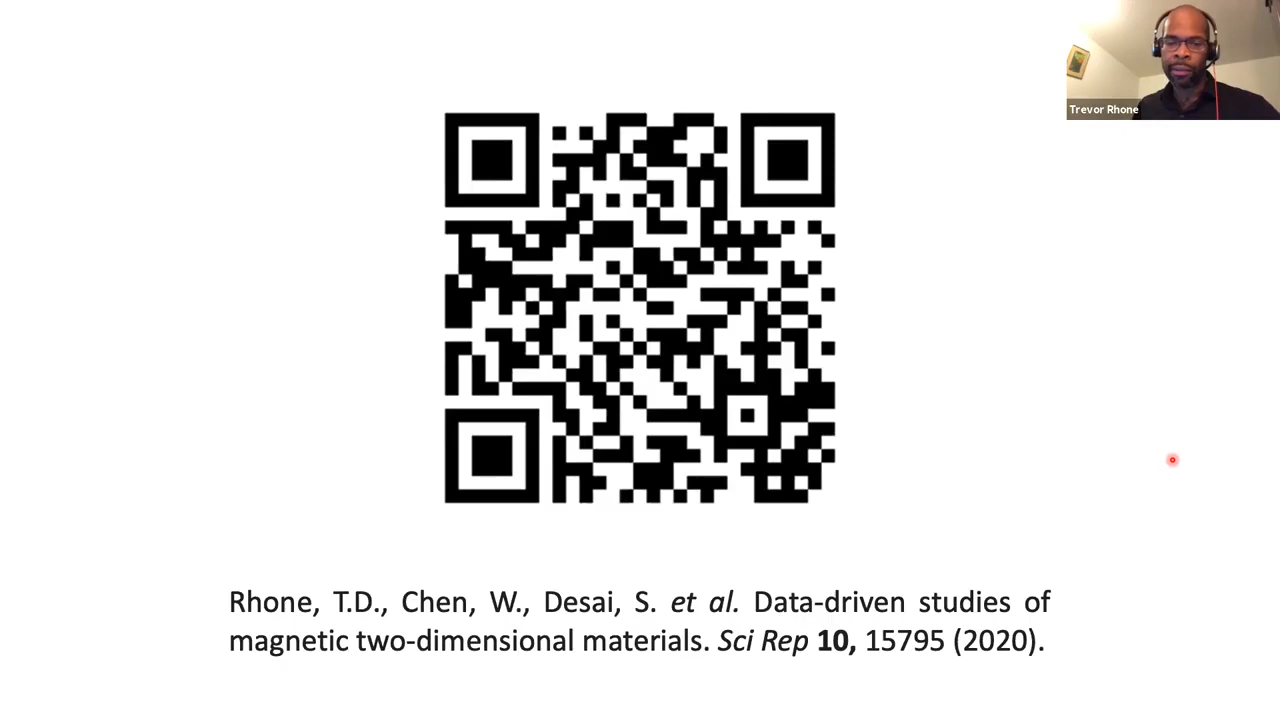 Trevor Rhone
Rhone, T.D., Chen, W., Desai, S. et al. Data-driven studies of
magnetic two-dimensional materials. Sci Rep 10, 15795 (2020).